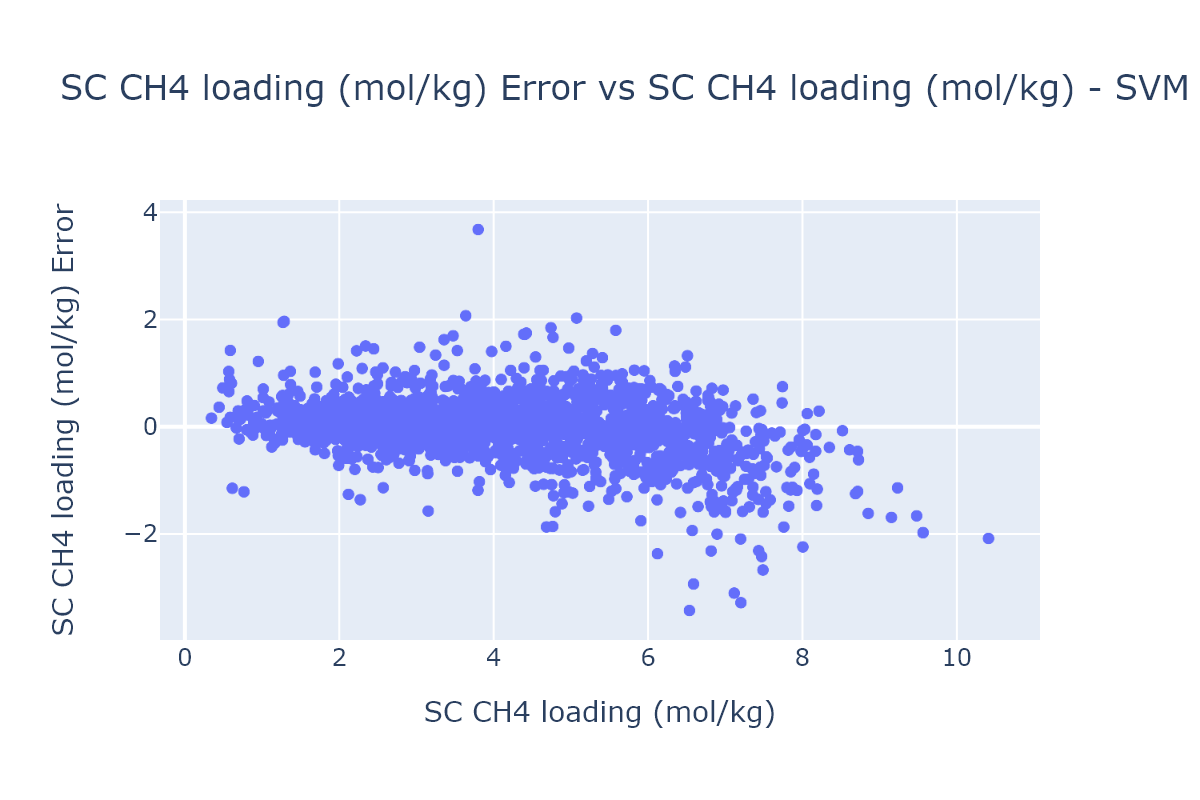 SC CH4 loading (mol/kg) Error vs SC CH4 loading (mol/kg) - SVM
SC CH4 loading (mol/kg) Error
4
2
0
−2
0 2 4 6 8 10
SC CH4 loading (mol/kg)